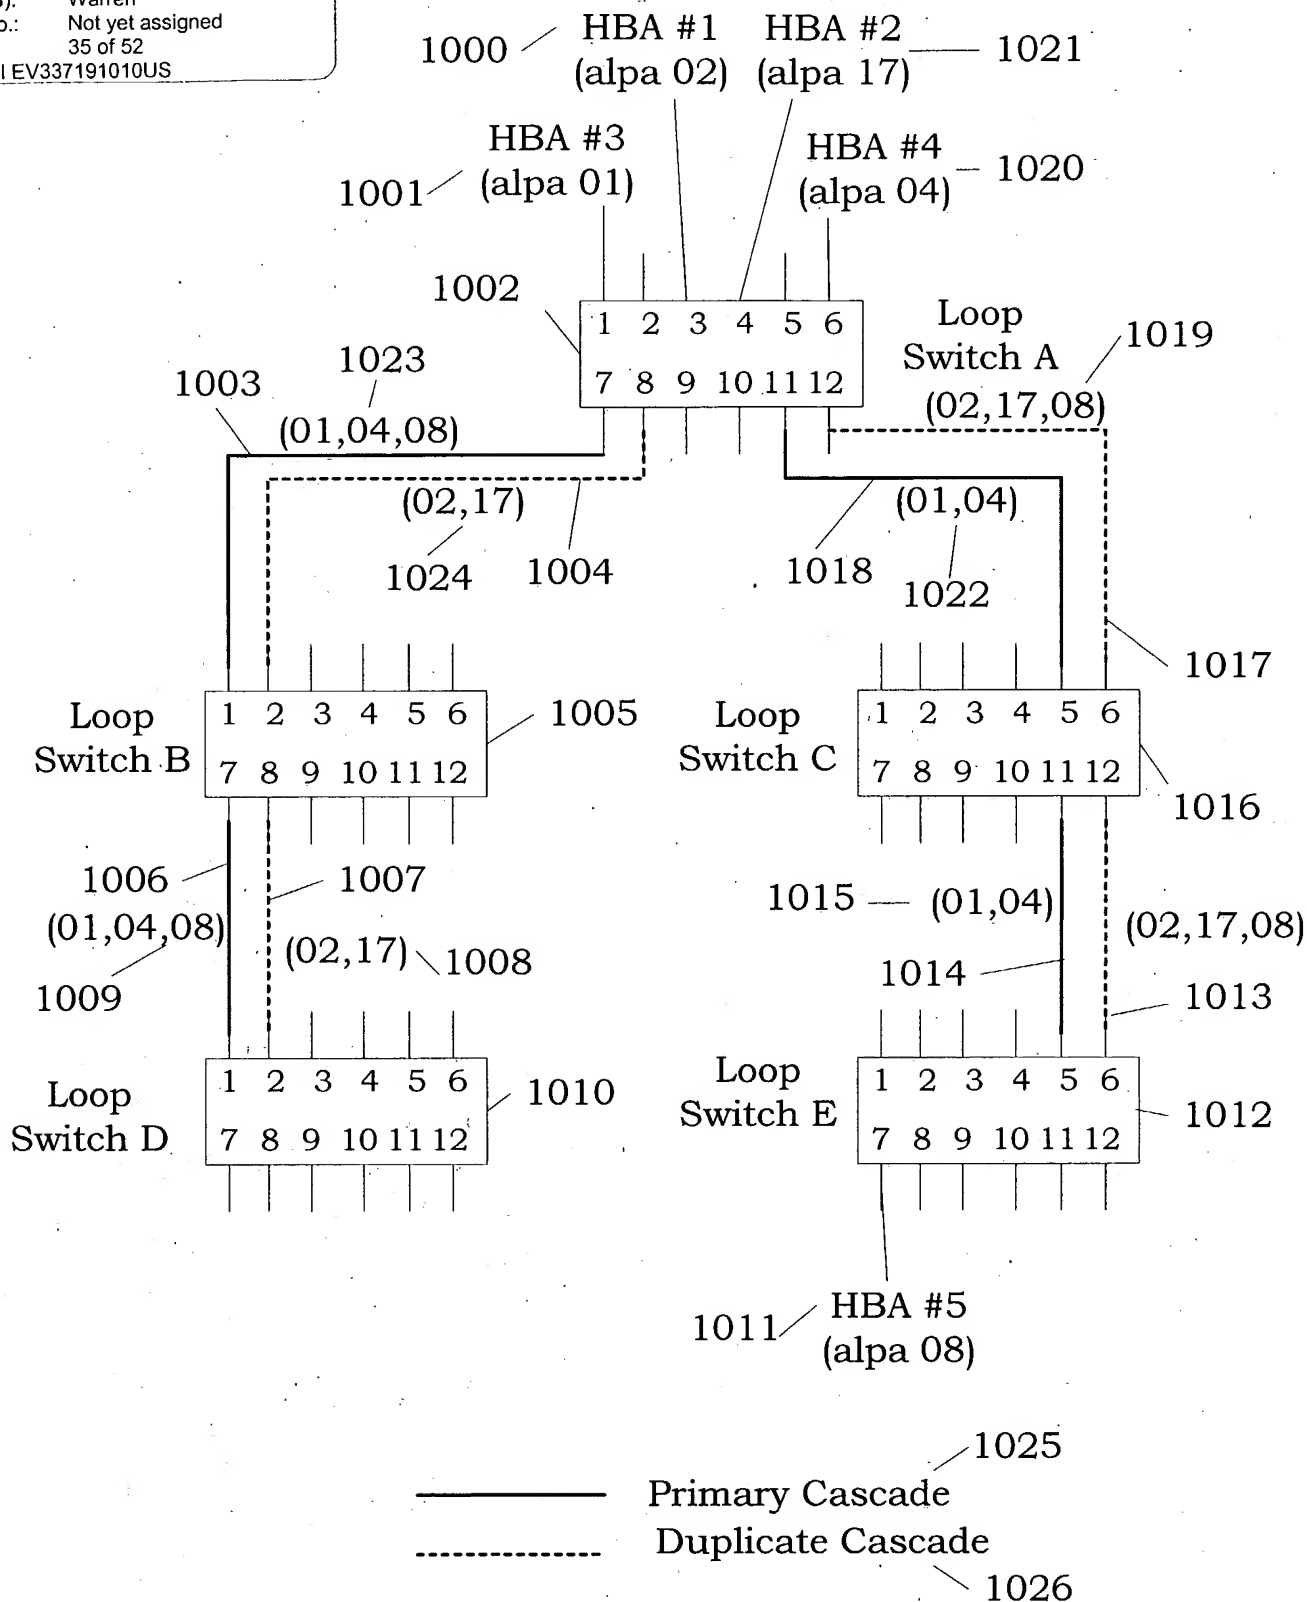 Warren
Not yet assigned
35 of 52
EV337191010US
1000
HBA #1
(alpa 02)
HBA #2
(alpa 17)
1021
HBA #3
(alpa 01)
1001
HBA #4
(alpa 04)
1020
1002
1 2 3 4 5 6
7 8 9 10 11 12
Loop
Switch A
1019
(02,17,08)
1003
1023
(01,04,08)
(02,17)
1024
1004
(01,04)
1018
1022
1017
Loop
Switch B
1 2 3 4 5 6
7 8 9 10 11 12
1005
Loop
Switch C
1 2 3 4 5 6
7 8 9 10 11 12
1016
1006
(01,04,08)
1009
1007
(02,17)
1008
1015
(01,04)
1014
(02,17,08)
1013
Loop
Switch D
1 2 3 4 5 6
7 8 9 10 11 12
1010
Loop
Switch E
1 2 3 4 5 6
7 8 9 10 11 12
1012
1011
HBA #5
(alpa 08)
1025
Primary Cascade
Duplicate Cascade
1026